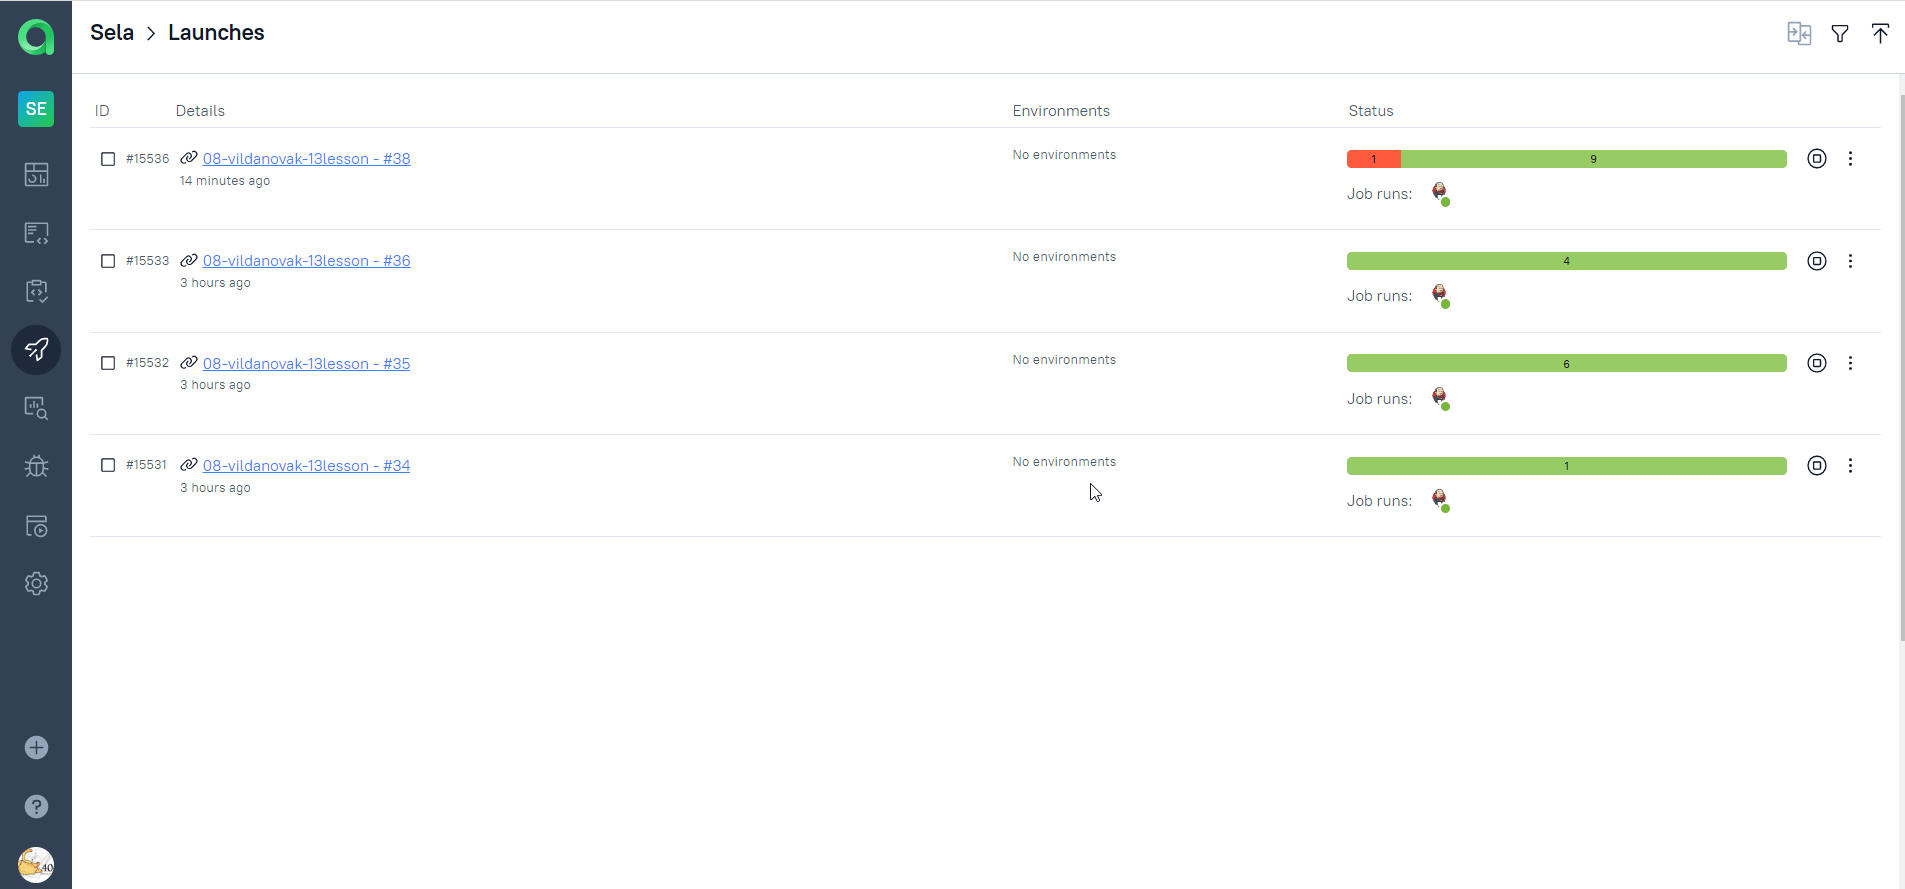 Sela > Launches
SE
ID Details Environments Status
#15536 08-vildanovak-13lesson - #38 No environments 1 9
14 minutes ago
Job runs:
#15533 08-vildanovak-13lesson - #36 No environments 4
3 hours ago
Job runs:
#15532 08-vildanovak-13lesson - #35 No environments 6
3 hours ago
Job runs:
#15531 08-vildanovak-13lesson - #34 No environments 1
3 hours ago
Job runs:
40